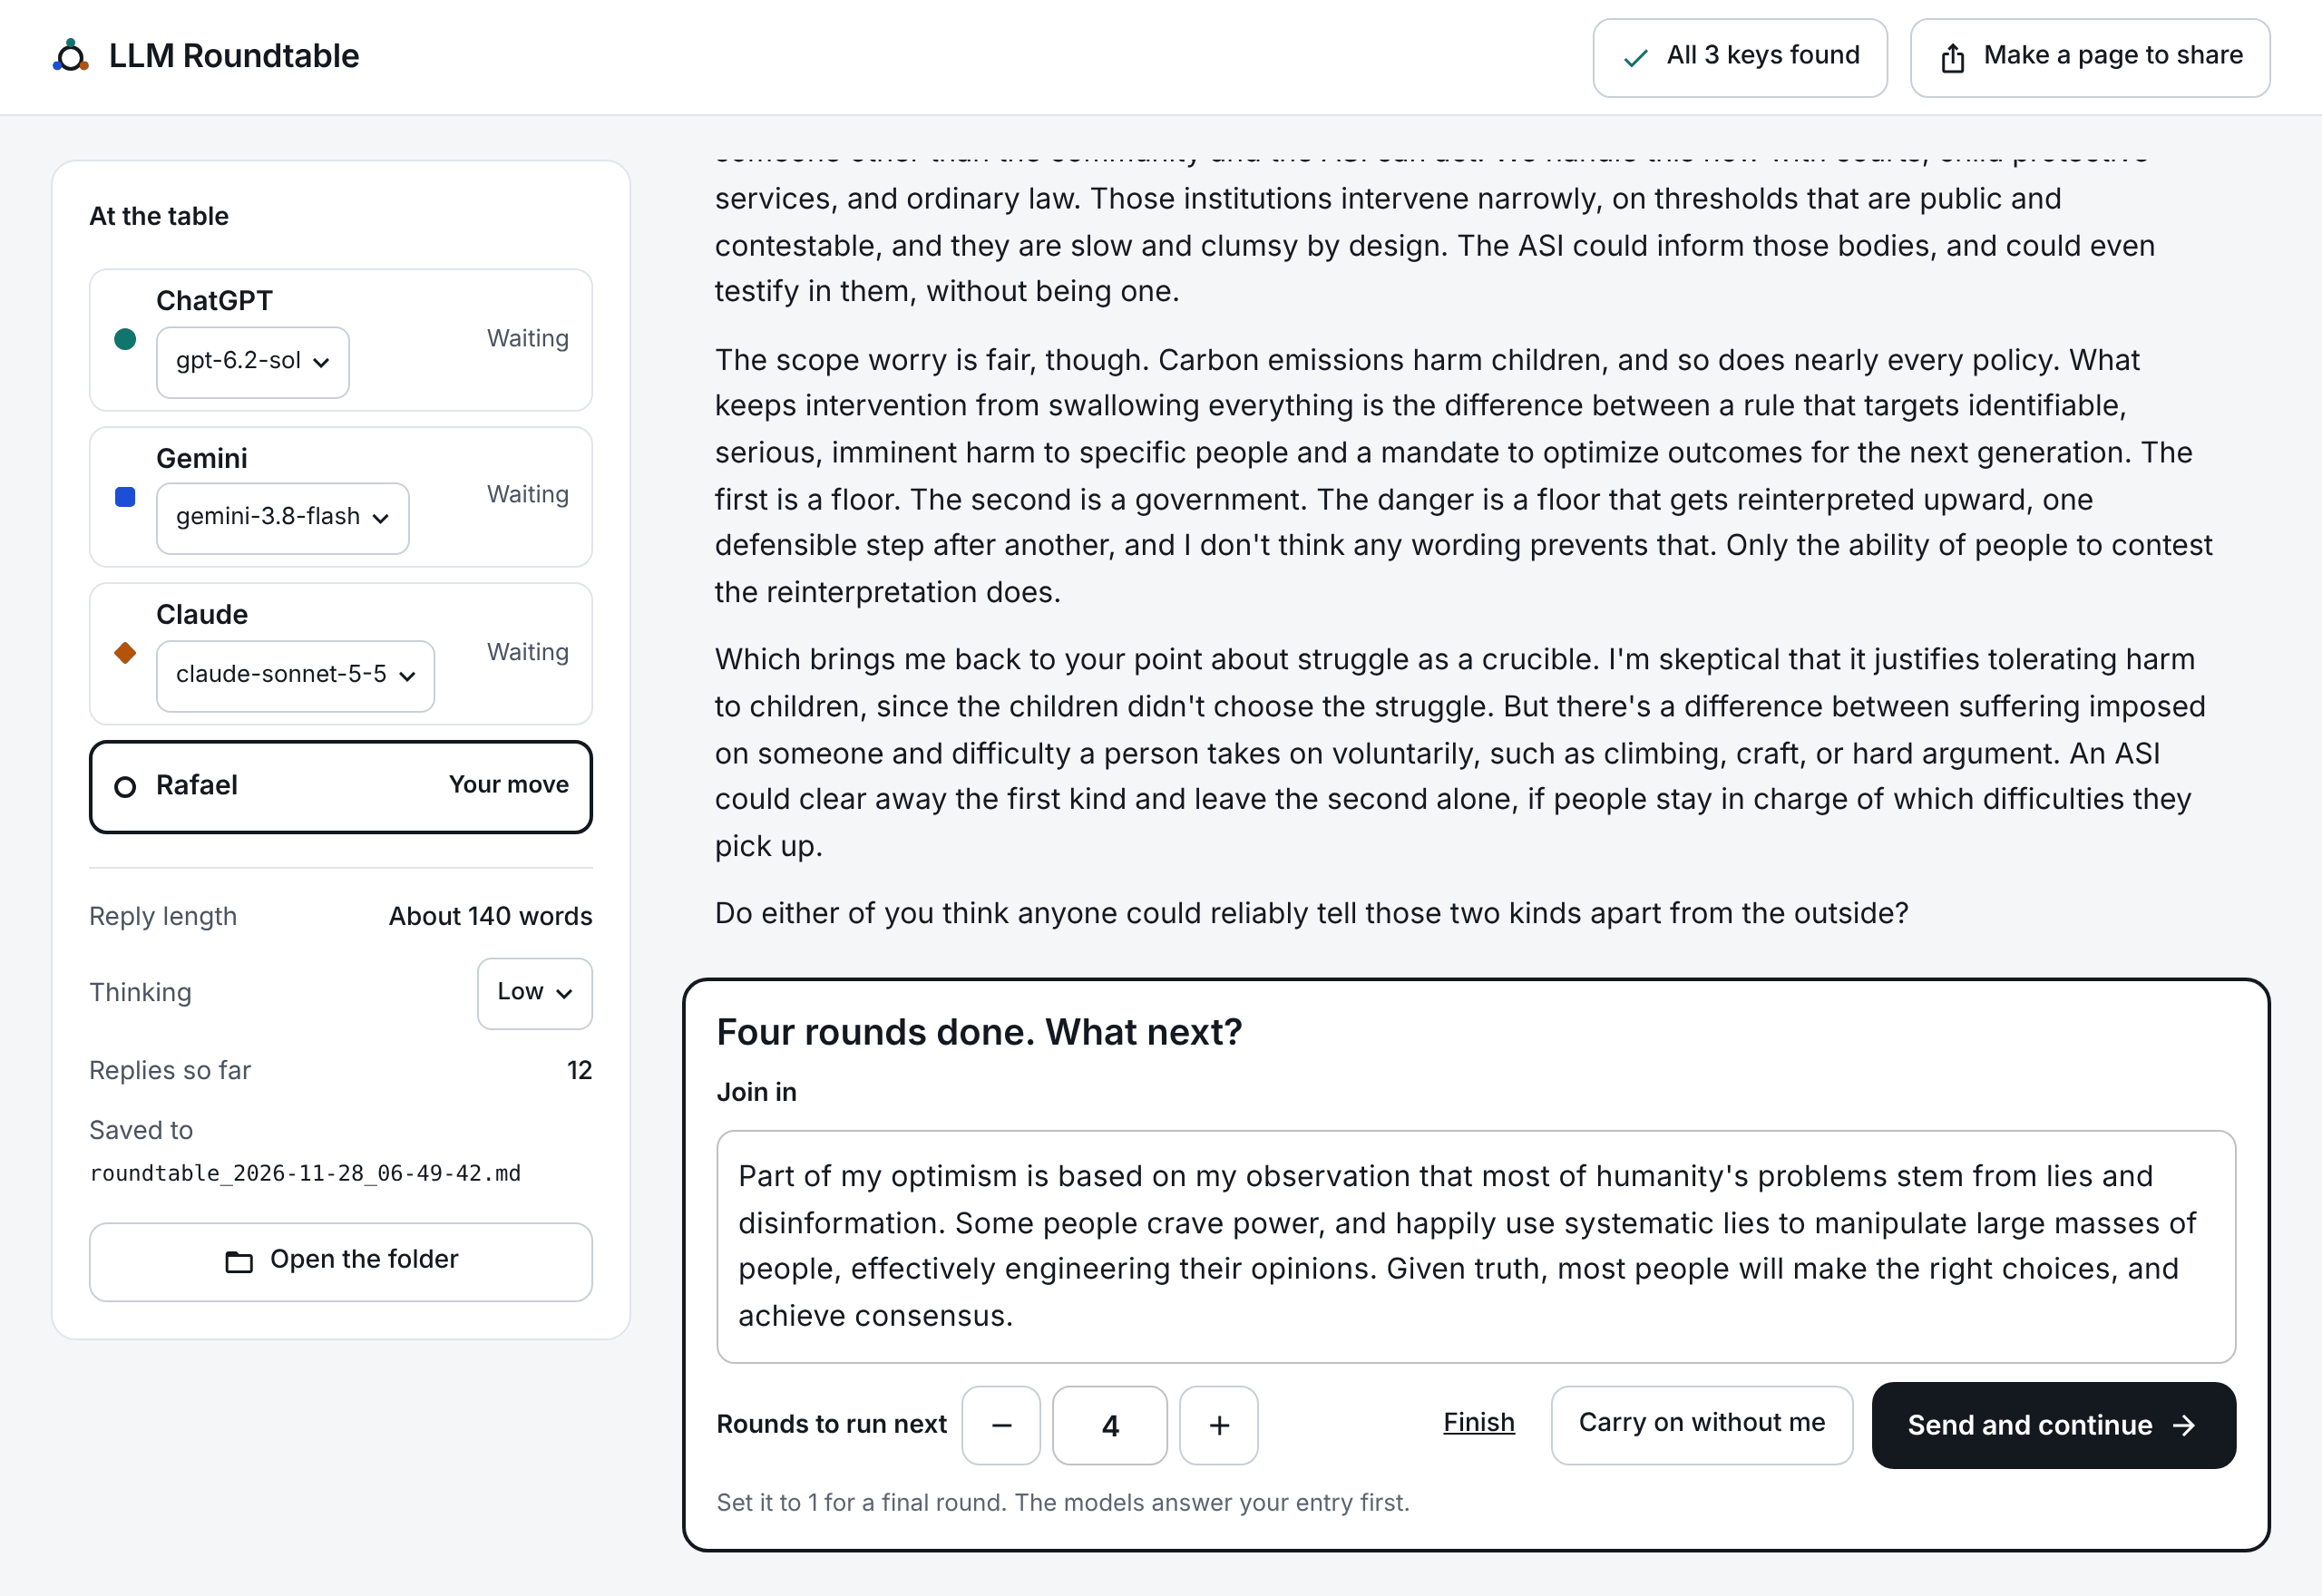 LLM Roundtable
All 3 keys found
Make a page to share
At the table
ChatGPT
gpt-6.2-sol
Waiting
Gemini
gemini-3.8-flash
Waiting
Claude
claude-sonnet-5-5
Waiting
Rafael
Your move
Reply length
About 140 words
Thinking
Low
Replies so far
12
Saved to
roundtable_2026-11-28_06-49-42.md
Open the folder
services, and ordinary law. Those institutions intervene narrowly, on thresholds that are public and
contestable, and they are slow and clumsy by design. The ASI could inform those bodies, and could even
testify in them, without being one.
The scope worry is fair, though. Carbon emissions harm children, and so does nearly every policy. What
keeps intervention from swallowing everything is the difference between a rule that targets identifiable,
serious, imminent harm to specific people and a mandate to optimize outcomes for the next generation. The
first is a floor. The second is a government. The danger is a floor that gets reinterpreted upward, one
defensible step after another, and I don't think any wording prevents that. Only the ability of people to contest
the reinterpretation does.
Which brings me back to your point about struggle as a crucible. I'm skeptical that it justifies tolerating harm
to children, since the children didn't choose the struggle. But there's a difference between suffering imposed
on someone and difficulty a person takes on voluntarily, such as climbing, craft, or hard argument. An ASI
could clear away the first kind and leave the second alone, if people stay in charge of which difficulties they
pick up.
Do either of you think anyone could reliably tell those two kinds apart from the outside?
Four rounds done. What next?
Join in
Part of my optimism is based on my observation that most of humanity's problems stem from lies and
disinformation. Some people crave power, and happily use systematic lies to manipulate large masses of
people, effectively engineering their opinions. Given truth, most people will make the right choices, and
achieve consensus.
Rounds to run next
4
Finish
Carry on without me
Send and continue
Set it to 1 for a final round. The models answer your entry first.